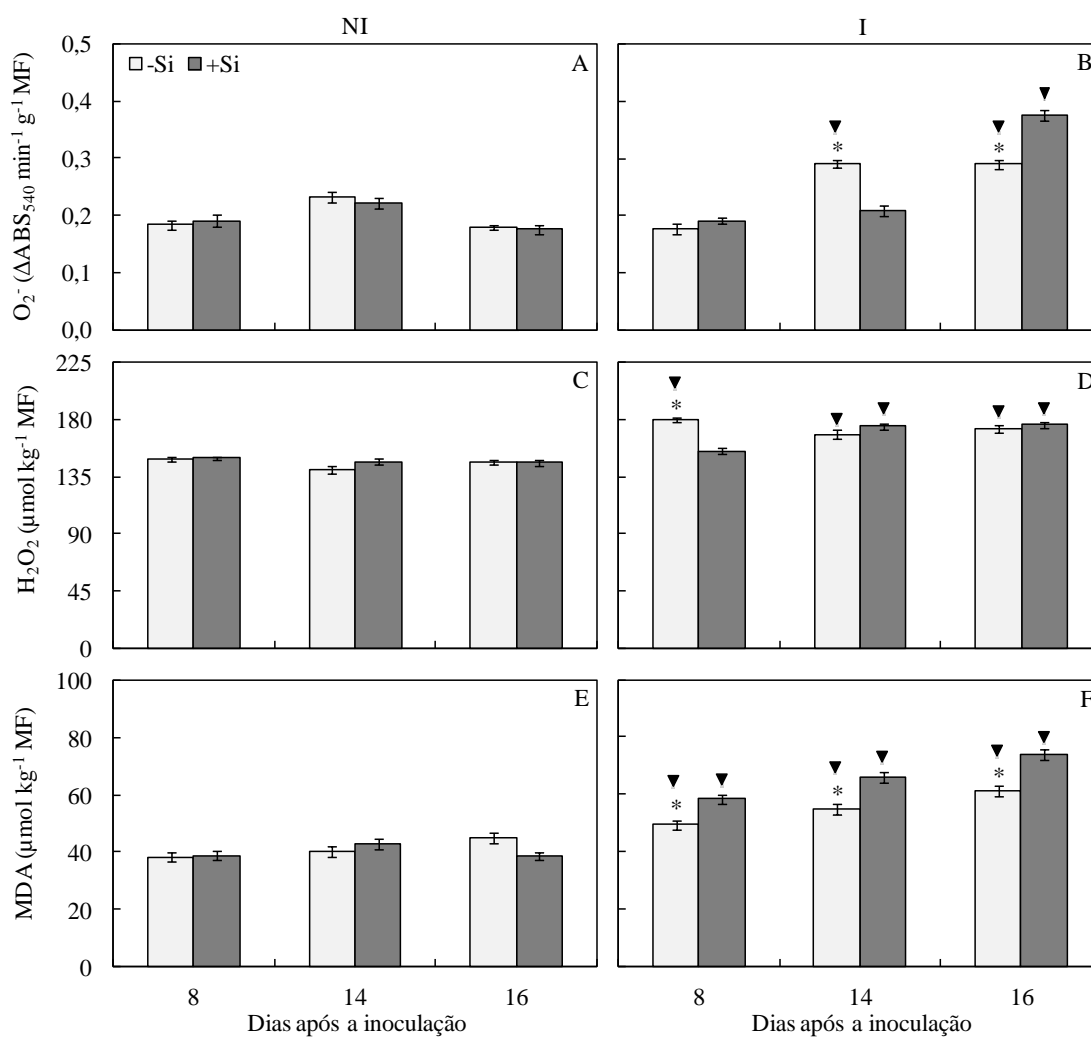 NI
I
O₂⁻ (ΔABS₅₄₀ min⁻¹ g⁻¹ MF)
0,5
0,4
0,3
0,2
0,1
0,0
-Si +Si
A
B
*
*
H₂O₂ (µmol kg⁻¹ MF)
225
180
135
90
45
0
C
D
*
MDA (µmol kg⁻¹ MF)
100
80
60
40
20
0
E
F
*
*
*
8 14 16
8 14 16
Dias após a inoculação
Dias após a inoculação